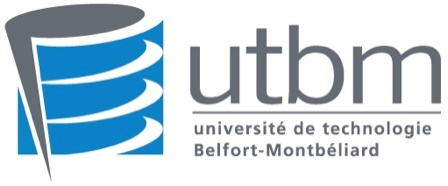 utbm
université de technologie
Belfort-Montbéliard